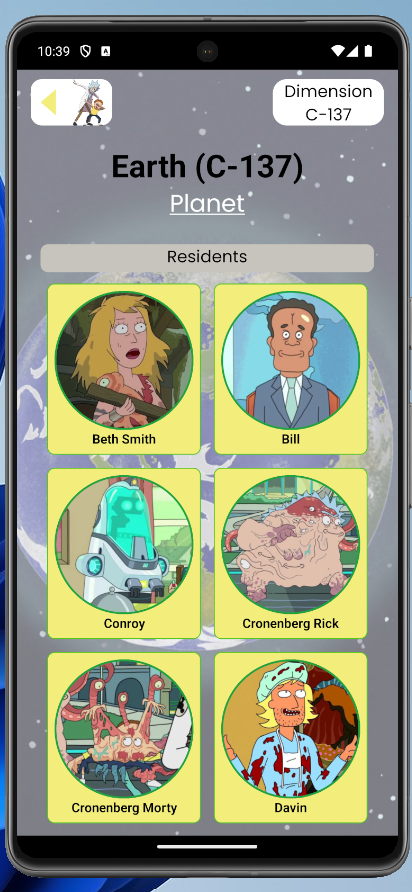 10:39
Dimension
C-137
Earth (C-137)
Planet
Residents
Beth Smith
Bill
Conroy
Cronenberg Rick
Cronenberg Morty
Davin